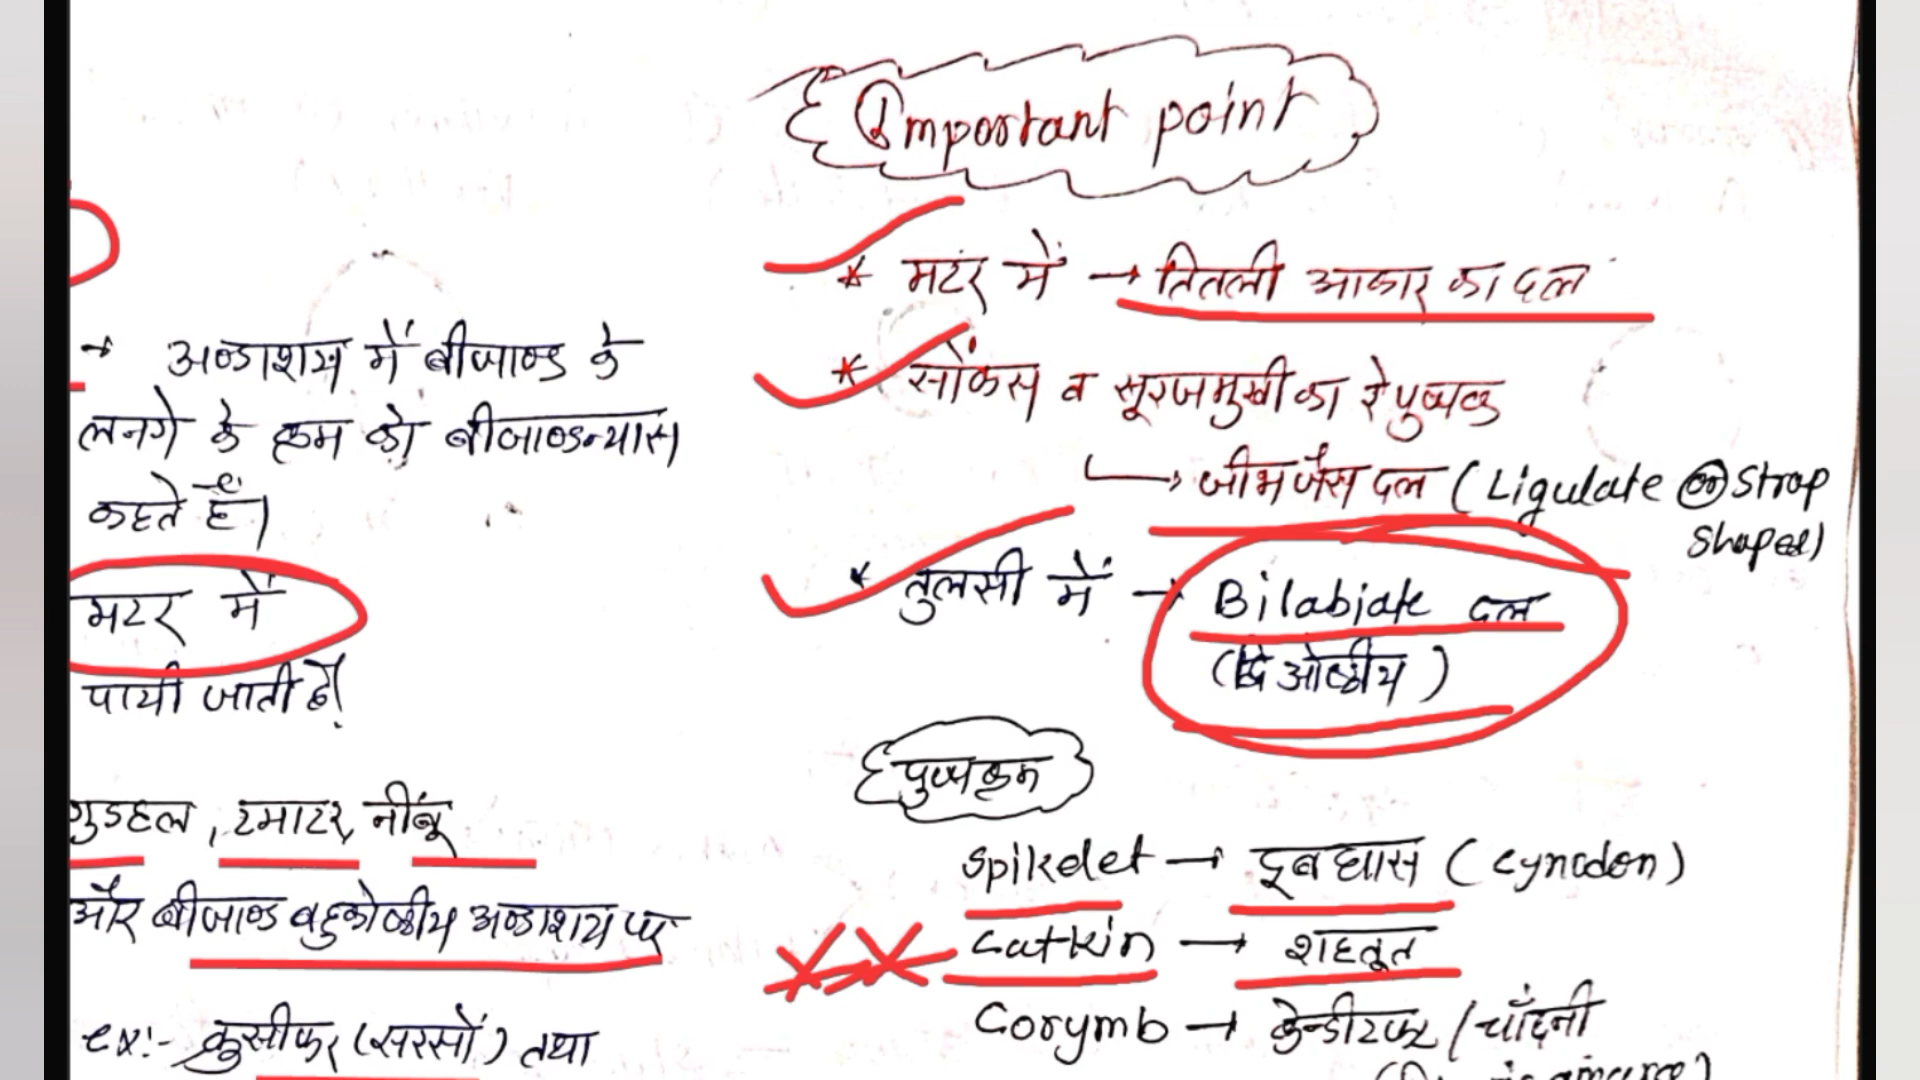 Important point
* मटर में → तितली आकार का दल
* सोंकस व सूरजमुखी का रे पुष्पक
→ जीभ जैस दल (Ligulate or Strap
Shaped)
* तुलसी में → Bilabiate दल
(द्विओष्ठीय)
पुष्पक्रम
Spikelet → दूब घास (Cynodon)
Catkin → शहतूत
Corymb → केन्डीटफ्ट (चाँदनी
→ अण्डाशय में बीजाण्ड के
लनगे के क्रम को बीजाण्डन्यास
कहते हैं।
मटर में
पायी जाती है।
गुडहल, टमाटर, नींबू
और बीजाण्ड बहुकोष्ठीय अण्डाशय पर
ex:- क्रुसीफर (सरसों) तथा